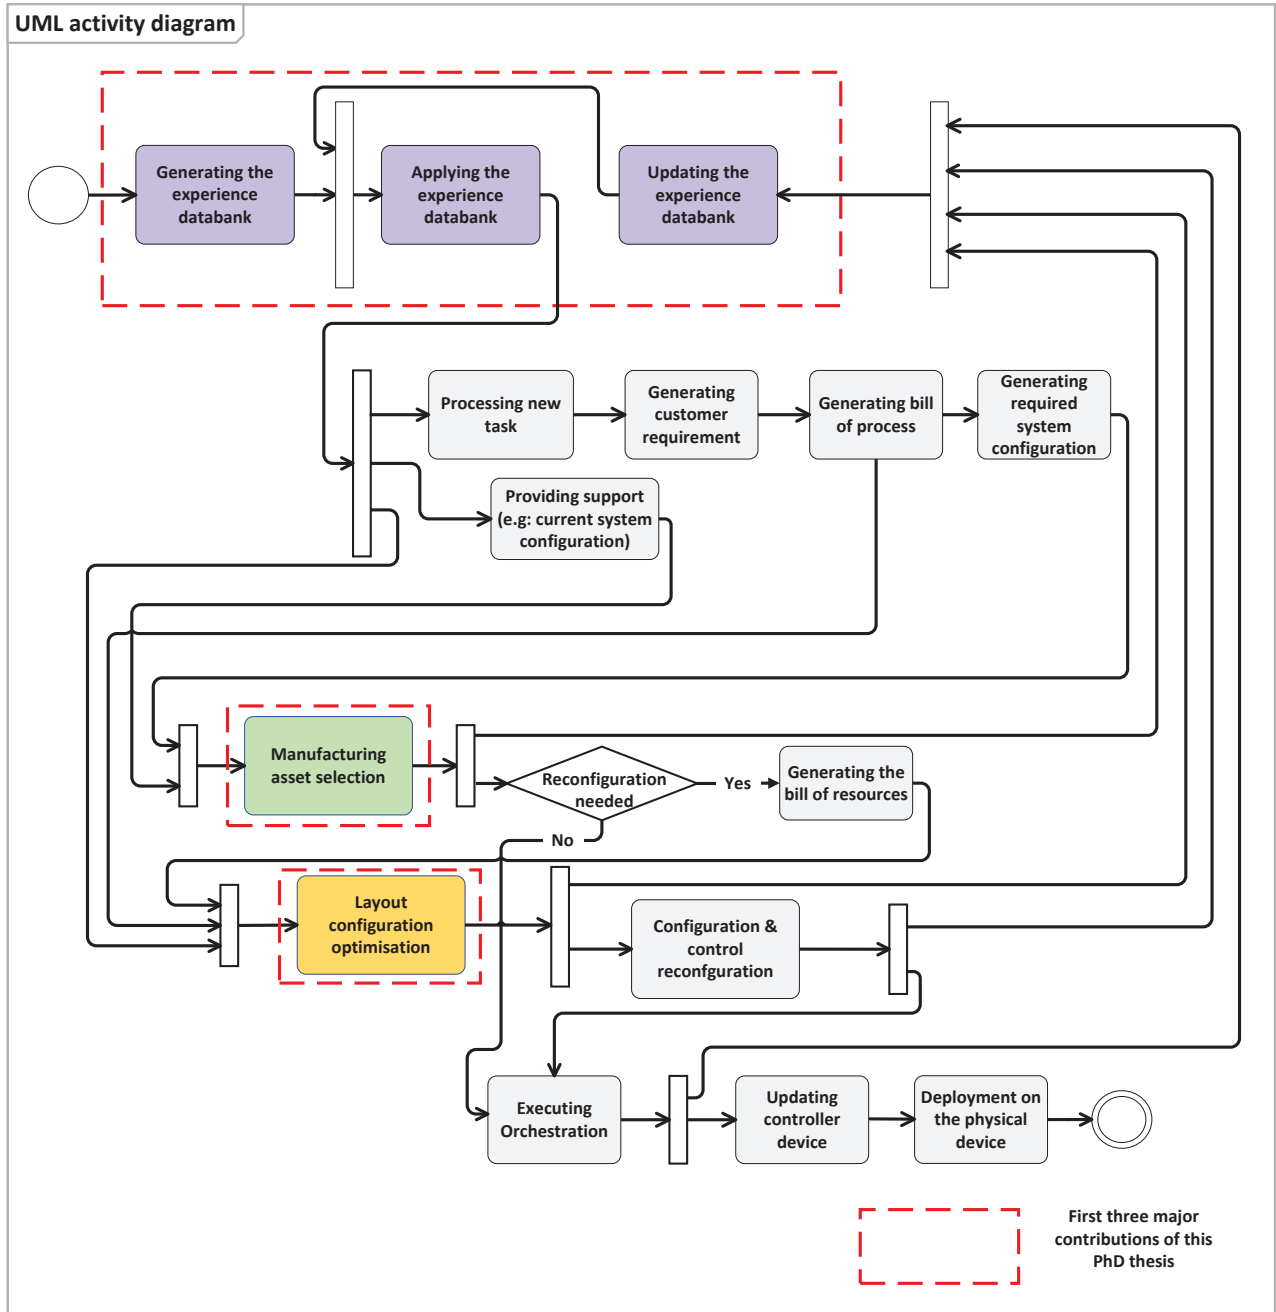 UML activity diagram
Generating the
experience
databank
Applying the
experience
databank
Updating the
experience
databank
Processing new
task
Generating
customer
requirement
Generating bill
of process
Generating
required
system
configuration
Providing support
(e.g: current system
configuration)
Manufacturing
asset selection
Reconfiguration
needed
Yes
Generating the
bill of resources
No
Layout
configuration
optimisation
Configuration &
control
reconfguration
Executing
Orchestration
Updating
controller
device
Deployment on
the physical
device
First three major
contributions of this
PhD thesis